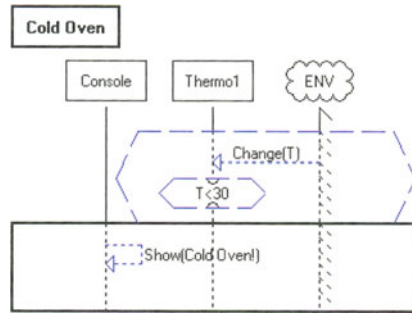 Cold Oven
Console
Thermo1
ENV
Change(T)
T<30
Show(Cold Oven!)